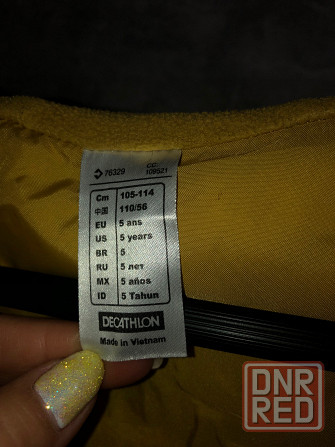 76329 CC: 109521
Cm 105-114
中国 110/56
EU 5 ans
US 5 years
BR 5
RU 5 лет
MX 5 años
ID 5 Tahun
DECATHLON
Made in Vietnam
DNR
RED